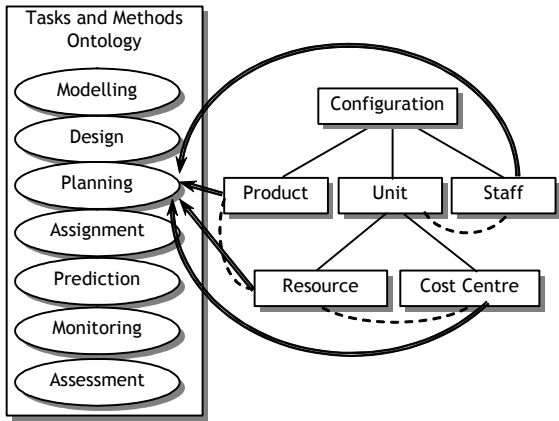 Tasks and Methods
Ontology
Modelling
Design
Planning
Assignment
Prediction
Monitoring
Assessment
Configuration
Product
Unit
Staff
Resource
Cost Centre